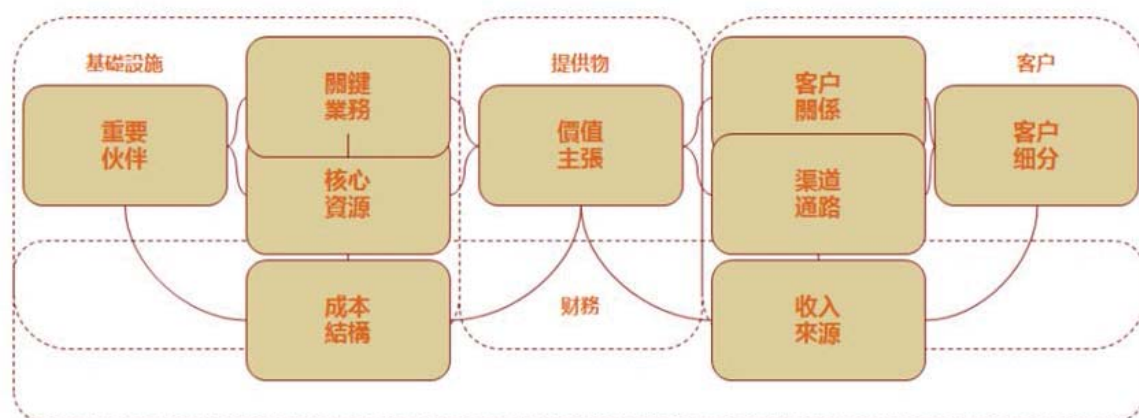 基礎設施
提供物
客户
重要
伙伴
關鍵
業務
核心
資源
價值
主張
客户
關係
渠道
通路
客户
细分
成本
結構
财務
收入
來源